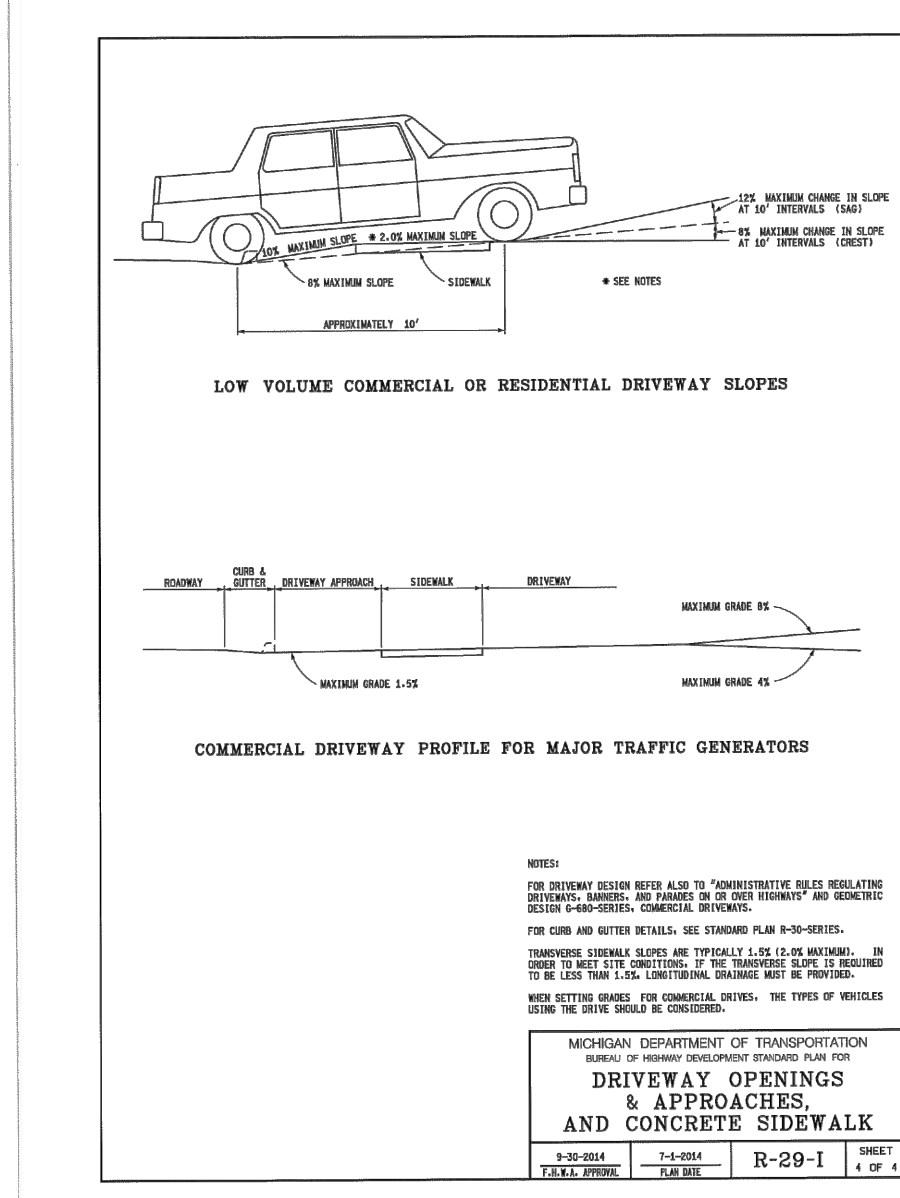 12% MAXIMUM CHANGE IN SLOPE
AT 10' INTERVALS (SAG)
8% MAXIMUM CHANGE IN SLOPE
AT 10' INTERVALS (CREST)
10% MAXIMUM SLOPE
* 2.0% MAXIMUM SLOPE
8% MAXIMUM SLOPE
SIDEWALK
* SEE NOTES
APPROXIMATELY 10'
LOW VOLUME COMMERCIAL OR RESIDENTIAL DRIVEWAY SLOPES
ROADWAY
CURB &
GUTTER
DRIVEWAY APPROACH
SIDEWALK
DRIVEWAY
MAXIMUM GRADE 8%
MAXIMUM GRADE 1.5%
MAXIMUM GRADE 4%
COMMERCIAL DRIVEWAY PROFILE FOR MAJOR TRAFFIC GENERATORS
NOTES:
FOR DRIVEWAY DESIGN REFER ALSO TO "ADMINISTRATIVE RULES REGULATING
DRIVEWAYS, BANNERS, AND PARADES ON OR OVER HIGHWAYS" AND GEOMETRIC
DESIGN G-680-SERIES, COMMERCIAL DRIVEWAYS.
FOR CURB AND GUTTER DETAILS, SEE STANDARD PLAN R-30-SERIES.
TRANSVERSE SIDEWALK SLOPES ARE TYPICALLY 1.5% (2.0% MAXIMUM). IN
ORDER TO MEET SITE CONDITIONS, IF THE TRANSVERSE SLOPE IS REQUIRED
TO BE LESS THAN 1.5%, LONGITUDINAL DRAINAGE MUST BE PROVIDED.
WHEN SETTING GRADES FOR COMMERCIAL DRIVES, THE TYPES OF VEHICLES
USING THE DRIVE SHOULD BE CONSIDERED.
MICHIGAN DEPARTMENT OF TRANSPORTATION
BUREAU OF HIGHWAY DEVELOPMENT STANDARD PLAN FOR
DRIVEWAY OPENINGS
& APPROACHES,
AND CONCRETE SIDEWALK
9-30-2014
F.H.W.A. APPROVAL
7-1-2014
PLAN DATE
R-29-I
SHEET
4 OF 4